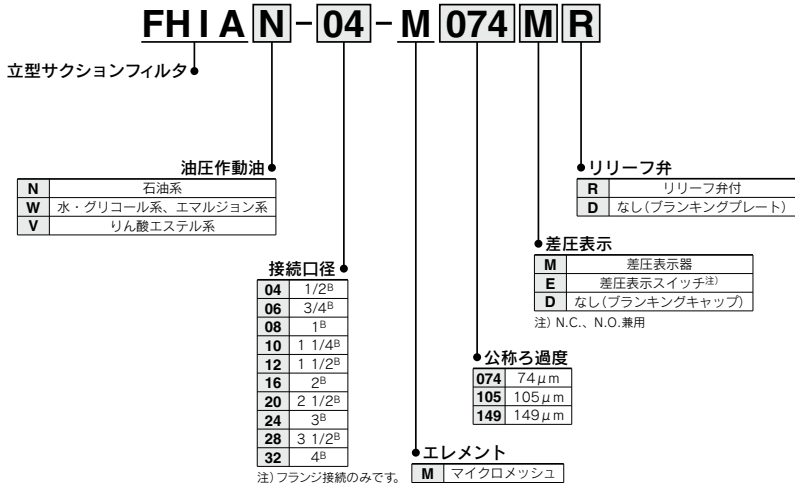 FHIAN-04-M074MR
立型サクションフィルタ
油圧作動油
N 石油系
W 水・グリコール系、エマルジョン系
V りん酸エステル系
接続口径
04 1/2B
06 3/4B
08 1B
10 1 1/4B
12 1 1/2B
16 2B
20 2 1/2B
24 3B
28 3 1/2B
32 4B
注)フランジ接続のみです。
エレメント
M マイクロメッシュ
公称ろ過度
074 74μm
105 105μm
149 149μm
差圧表示
M 差圧表示器
E 差圧表示スイッチ注)
D なし(ブランキングキャップ)
注) N.C.、N.O.兼用
リリーフ弁
R リリーフ弁付
D なし(ブランキングプレート)